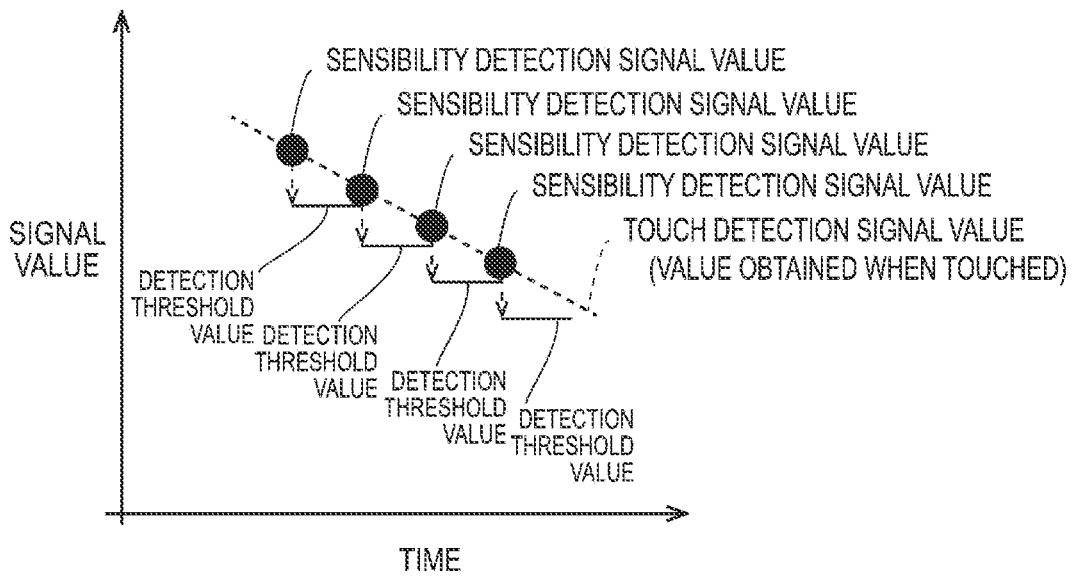 SENSIBILITY DETECTION SIGNAL VALUE
SENSIBILITY DETECTION SIGNAL VALUE
SENSIBILITY DETECTION SIGNAL VALUE
SENSIBILITY DETECTION SIGNAL VALUE
TOUCH DETECTION SIGNAL VALUE
(VALUE OBTAINED WHEN TOUCHED)
SIGNAL
VALUE
DETECTION
THRESHOLD
VALUE
DETECTION
THRESHOLD
VALUE
DETECTION
THRESHOLD
VALUE
DETECTION
THRESHOLD
VALUE
TIME